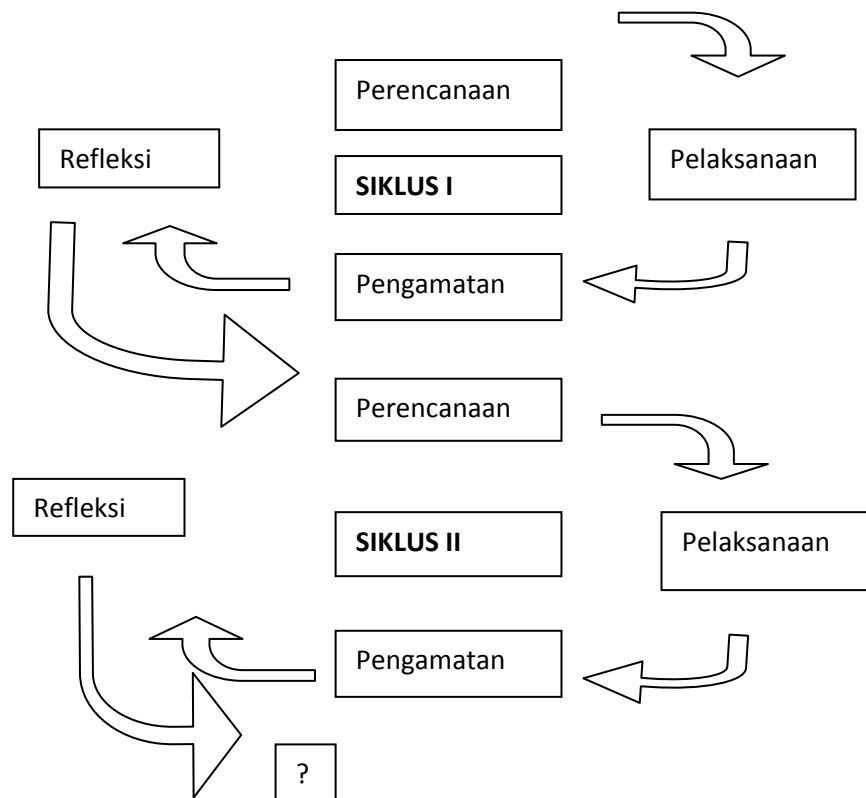 Perencanaan
Refleksi
Pelaksanaan
SIKLUS I
Pengamatan
Perencanaan
Refleksi
SIKLUS II
Pelaksanaan
Pengamatan
?